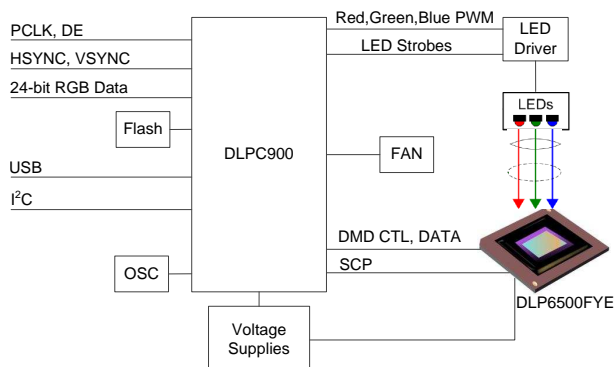 PCLK, DE
HSYNC, VSYNC
24-bit RGB Data
Flash
USB
I²C
OSC
DLPC900
Voltage
Supplies
Red,Green,Blue PWM
LED Strobes
LED
Driver
LEDs
FAN
DMD CTL, DATA
SCP
DLP6500FYE